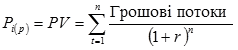 P_{i(p)} = PV = \sum_{t=1}^{n} \frac{Грошові потоки}{(1+r)^n}